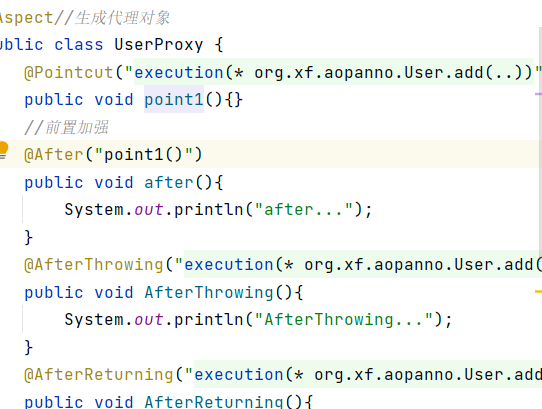 Aspect//生成代理对象
ublic class UserProxy {
@Pointcut("execution(* org.xf.aopanno.User.add(..))"
public void point1(){}
//前置加强
@After("point1()")
public void after(){
System.out.println("after...");
}
@AfterThrowing("execution(* org.xf.aopanno.User.add(
public void AfterThrowing(){
System.out.println("AfterThrowing...");
}
@AfterReturning("execution(* org.xf.aopanno.User.add
public void AfterReturning(){